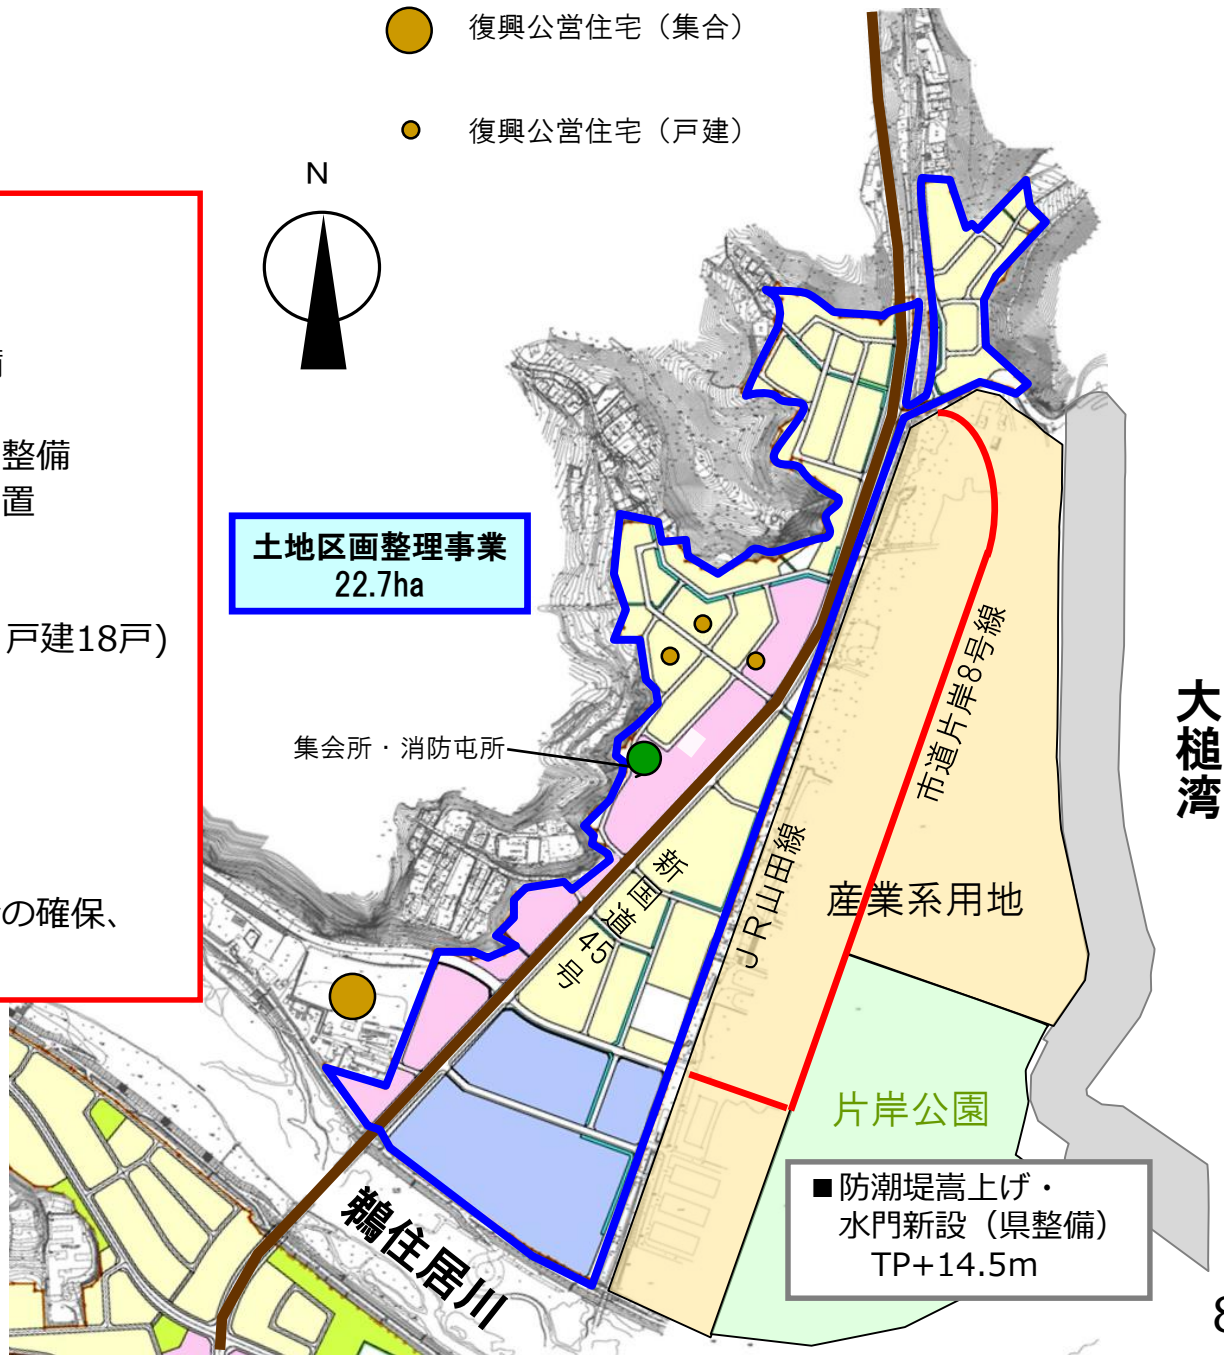 復興公営住宅（集合）
復興公営住宅（戸建）
N
整備
置
戸建18戸)
の確保、
土地区画整理事業
22.7ha
集会所・消防屯所
新国道45号
JR山田線
市道片岸8号線
産業系用地
大槌湾
片岸公園
■防潮堤嵩上げ・
水門新設（県整備）
TP+14.5m
鵜住居川